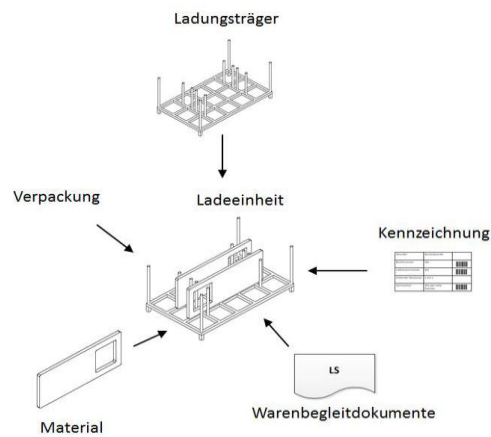 Ladungsträger
Verpackung
Ladeeinheit
Kennzeichnung
LS
Warenbegleitdokumente
Material